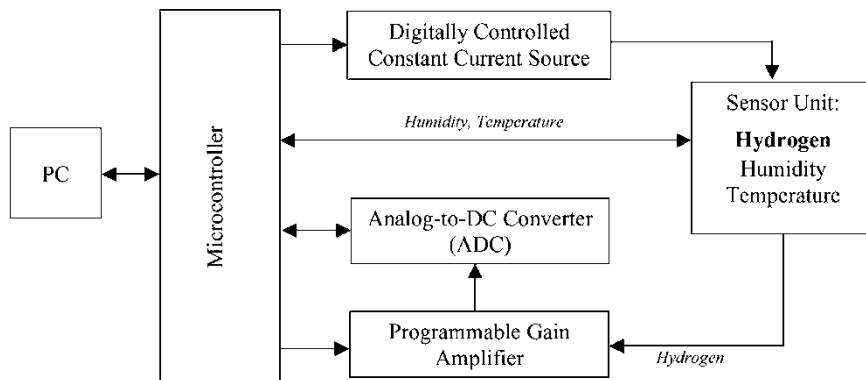 Digitally Controlled
Constant Current Source
Sensor Unit:
Hydrogen
Humidity
Temperature
Humidity, Temperature
PC
Microcontroller
Analog-to-DC Converter
(ADC)
Programmable Gain
Amplifier
Hydrogen